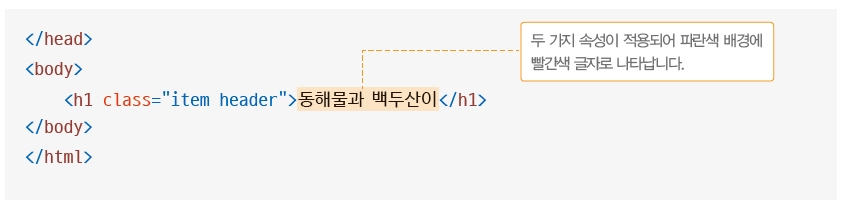 두 가지 속성이 적용되어 파란색 배경에
빨간색 글자로 나타납니다.
</head>
<body>
<h1 class="item header">동해물과 백두산이</h1>
</body>
</html>